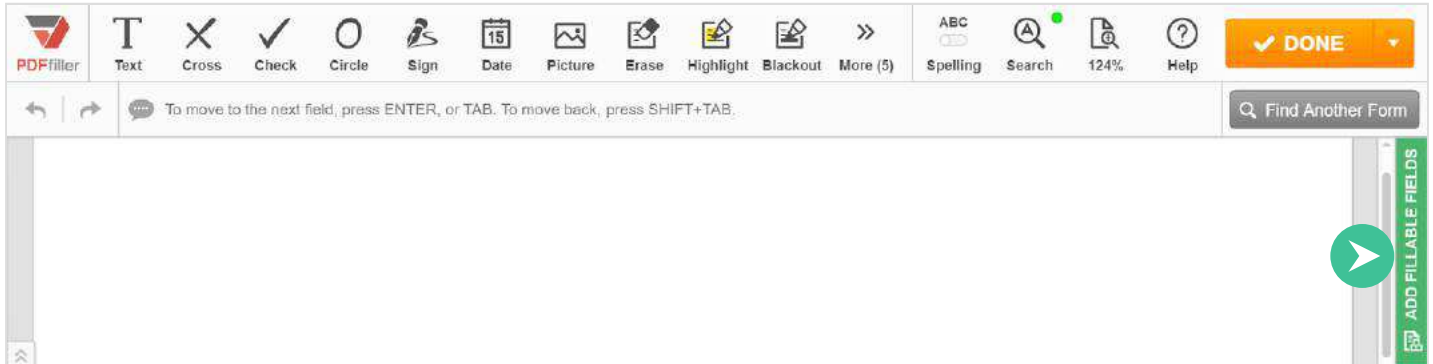 PDFfiller
Text
Cross
Check
Circle
Sign
15
Date
Picture
Erase
Highlight
Blackout
More (5)
ABC
Spelling
A
Search
124%
?
Help
DONE
To move to the next field, press ENTER, or TAB. To move back, press SHIFT+TAB.
Find Another Form
ADD FILLABLE FIELDS